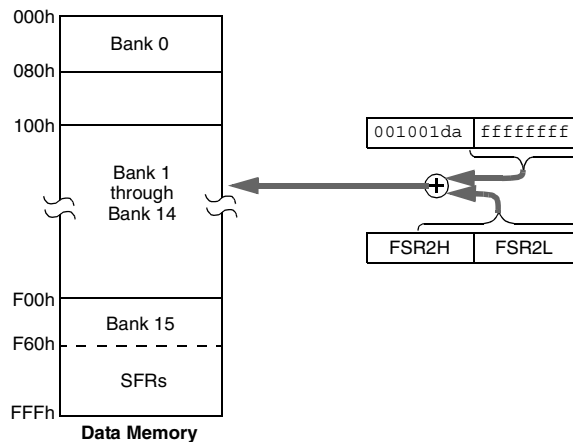 000h
Bank 0
080h
100h
001001da ffffffff
Bank 1
through
Bank 14
+
FSR2H FSR2L
F00h
Bank 15
F60h
SFRs
FFFh
Data Memory